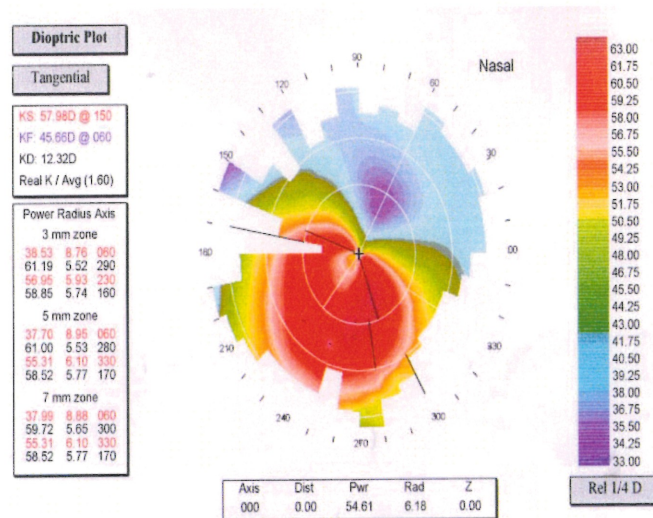 Dioptric Plot
Tangential
KS: 57.98D @ 150
KF: 45.66D @ 060
KD: 12.32D
Real K / Avg (1.60)
Power Radius Axis
3 mm zone
38.53 8.76 060
61.19 5.52 290
56.95 5.93 230
58.85 5.74 160
5 mm zone
37.70 8.95 060
61.00 5.53 280
55.31 6.10 330
58.52 5.77 170
7 mm zone
37.99 8.88 060
59.72 5.65 300
55.31 6.10 330
58.52 5.77 170
Nasal
90
120
60
150
30
180
00
210
330
240
300
270
63.00
61.75
60.50
59.25
58.00
56.75
55.50
54.25
53.00
51.75
50.50
49.25
48.00
46.75
45.50
44.25
43.00
41.75
40.50
39.25
38.00
36.75
35.50
34.25
33.00
Rel 1/4 D
Axis Dist Pwr Rad Z
000 0.00 54.61 6.18 0.00